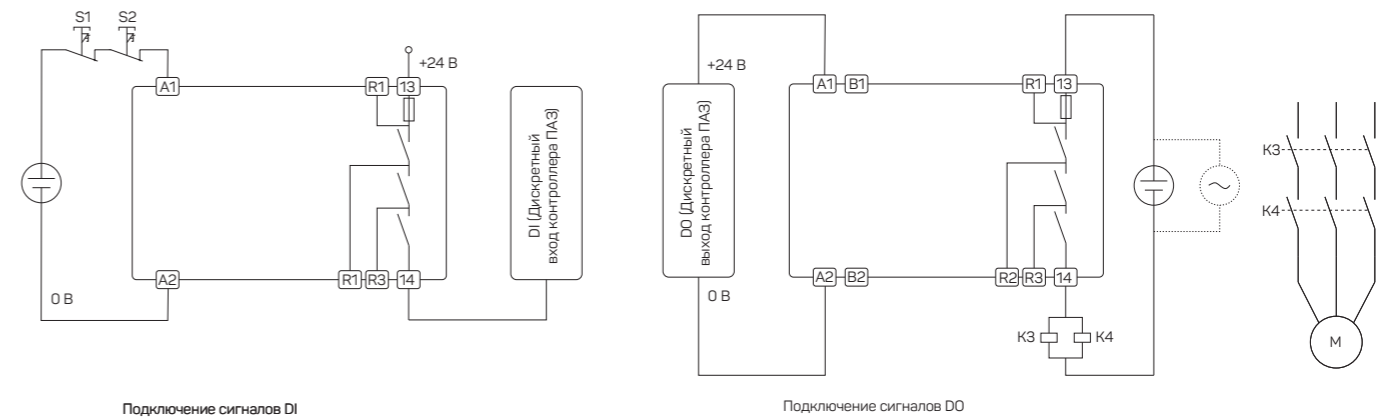 S1 S2
+24 В
A1 R1 13
DI (Дискретный
вход контроллера ПАЗ)
A2 R1 R3 14
0 В
Подключение сигналов DI
+24 В
A1 B1 R1 13
DO (Дискретный
выход контроллера ПАЗ)
A2 B2 R2 R3 14
0 В
K3 K4
K3
K4
M
Подключение сигналов DO